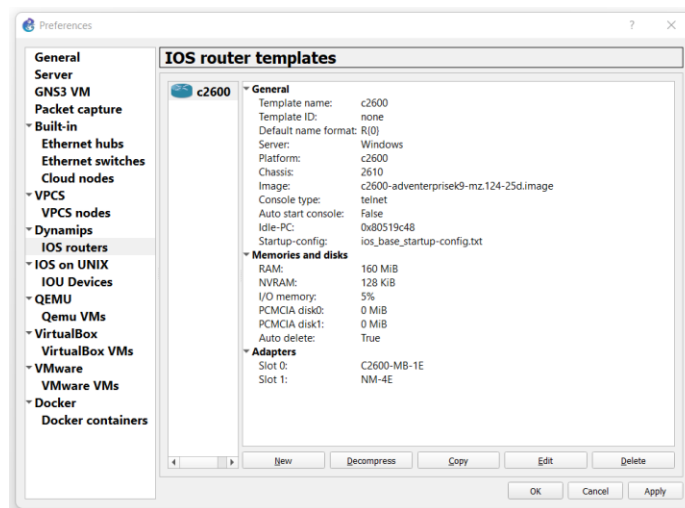 Preferences
? ×
General
Server
GNS3 VM
Packet capture
Built-in
Ethernet hubs
Ethernet switches
Cloud nodes
VPCS
VPCS nodes
Dynamips
IOS routers
IOS on UNIX
IOU Devices
QEMU
Qemu VMs
VirtualBox
VirtualBox VMs
VMware
VMware VMs
Docker
Docker containers
IOS router templates
c2600
General
Template name: c2600
Template ID: none
Default name format: R{0}
Server: Windows
Platform: c2600
Chassis: 2610
Image: c2600-adventerprisek9-mz.124-25d.image
Console type: telnet
Auto start console: False
Idle-PC: 0x80519c48
Startup-config: ios_base_startup-config.txt
Memories and disks
RAM: 160 MiB
NVRAM: 128 KiB
I/O memory: 5%
PCMCIA disk0: 0 MiB
PCMCIA disk1: 0 MiB
Auto delete: True
Adapters
Slot 0: C2600-MB-1E
Slot 1: NM-4E
New Decompress Copy Edit Delete
OK Cancel Apply